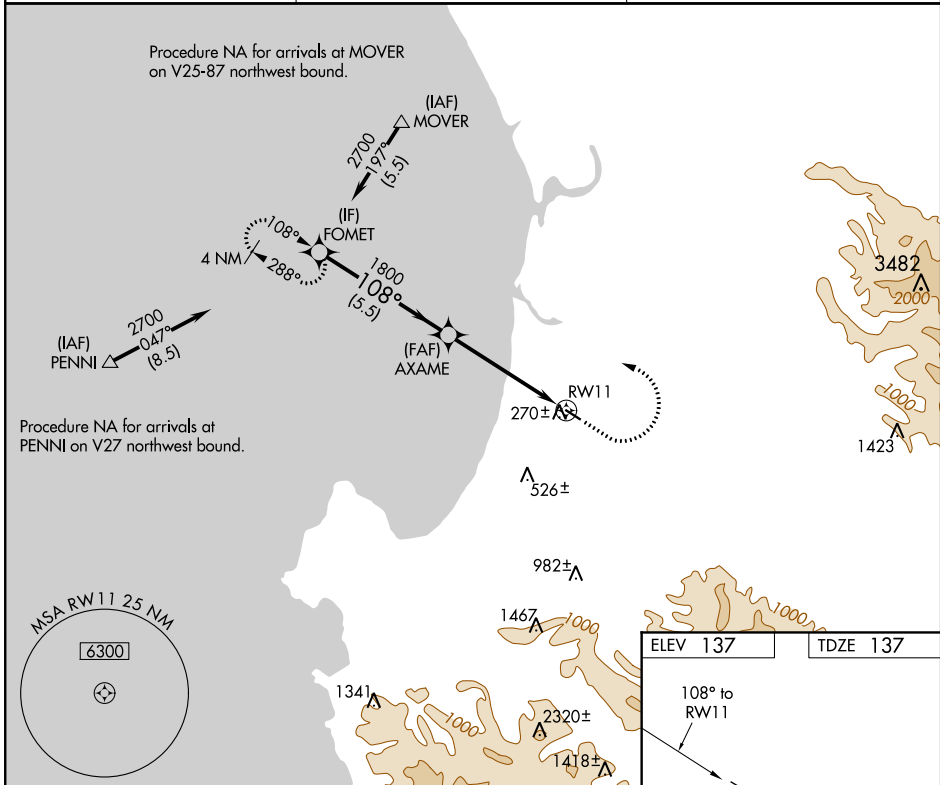 Procedure NA for arrivals at MOVER
on V25-87 northwest bound.
(IAF)
MOVER
2700
197°
(5.5)
(IF)
FOMET
108°
4 NM
288°
1800
108°
(5.5)
3482
2000
2700
047°
(8.5)
(IAF)
PENNI
(FAF)
AXAME
RW11
270±
1000
1423
Procedure NA for arrivals at
PENNI on V27 northwest bound.
526±
982±
MSA RW11 25 NM
6300
1467
1000
1000
ELEV 137
TDZE 137
108° to
RW11
1341
1000
2320±
1418±